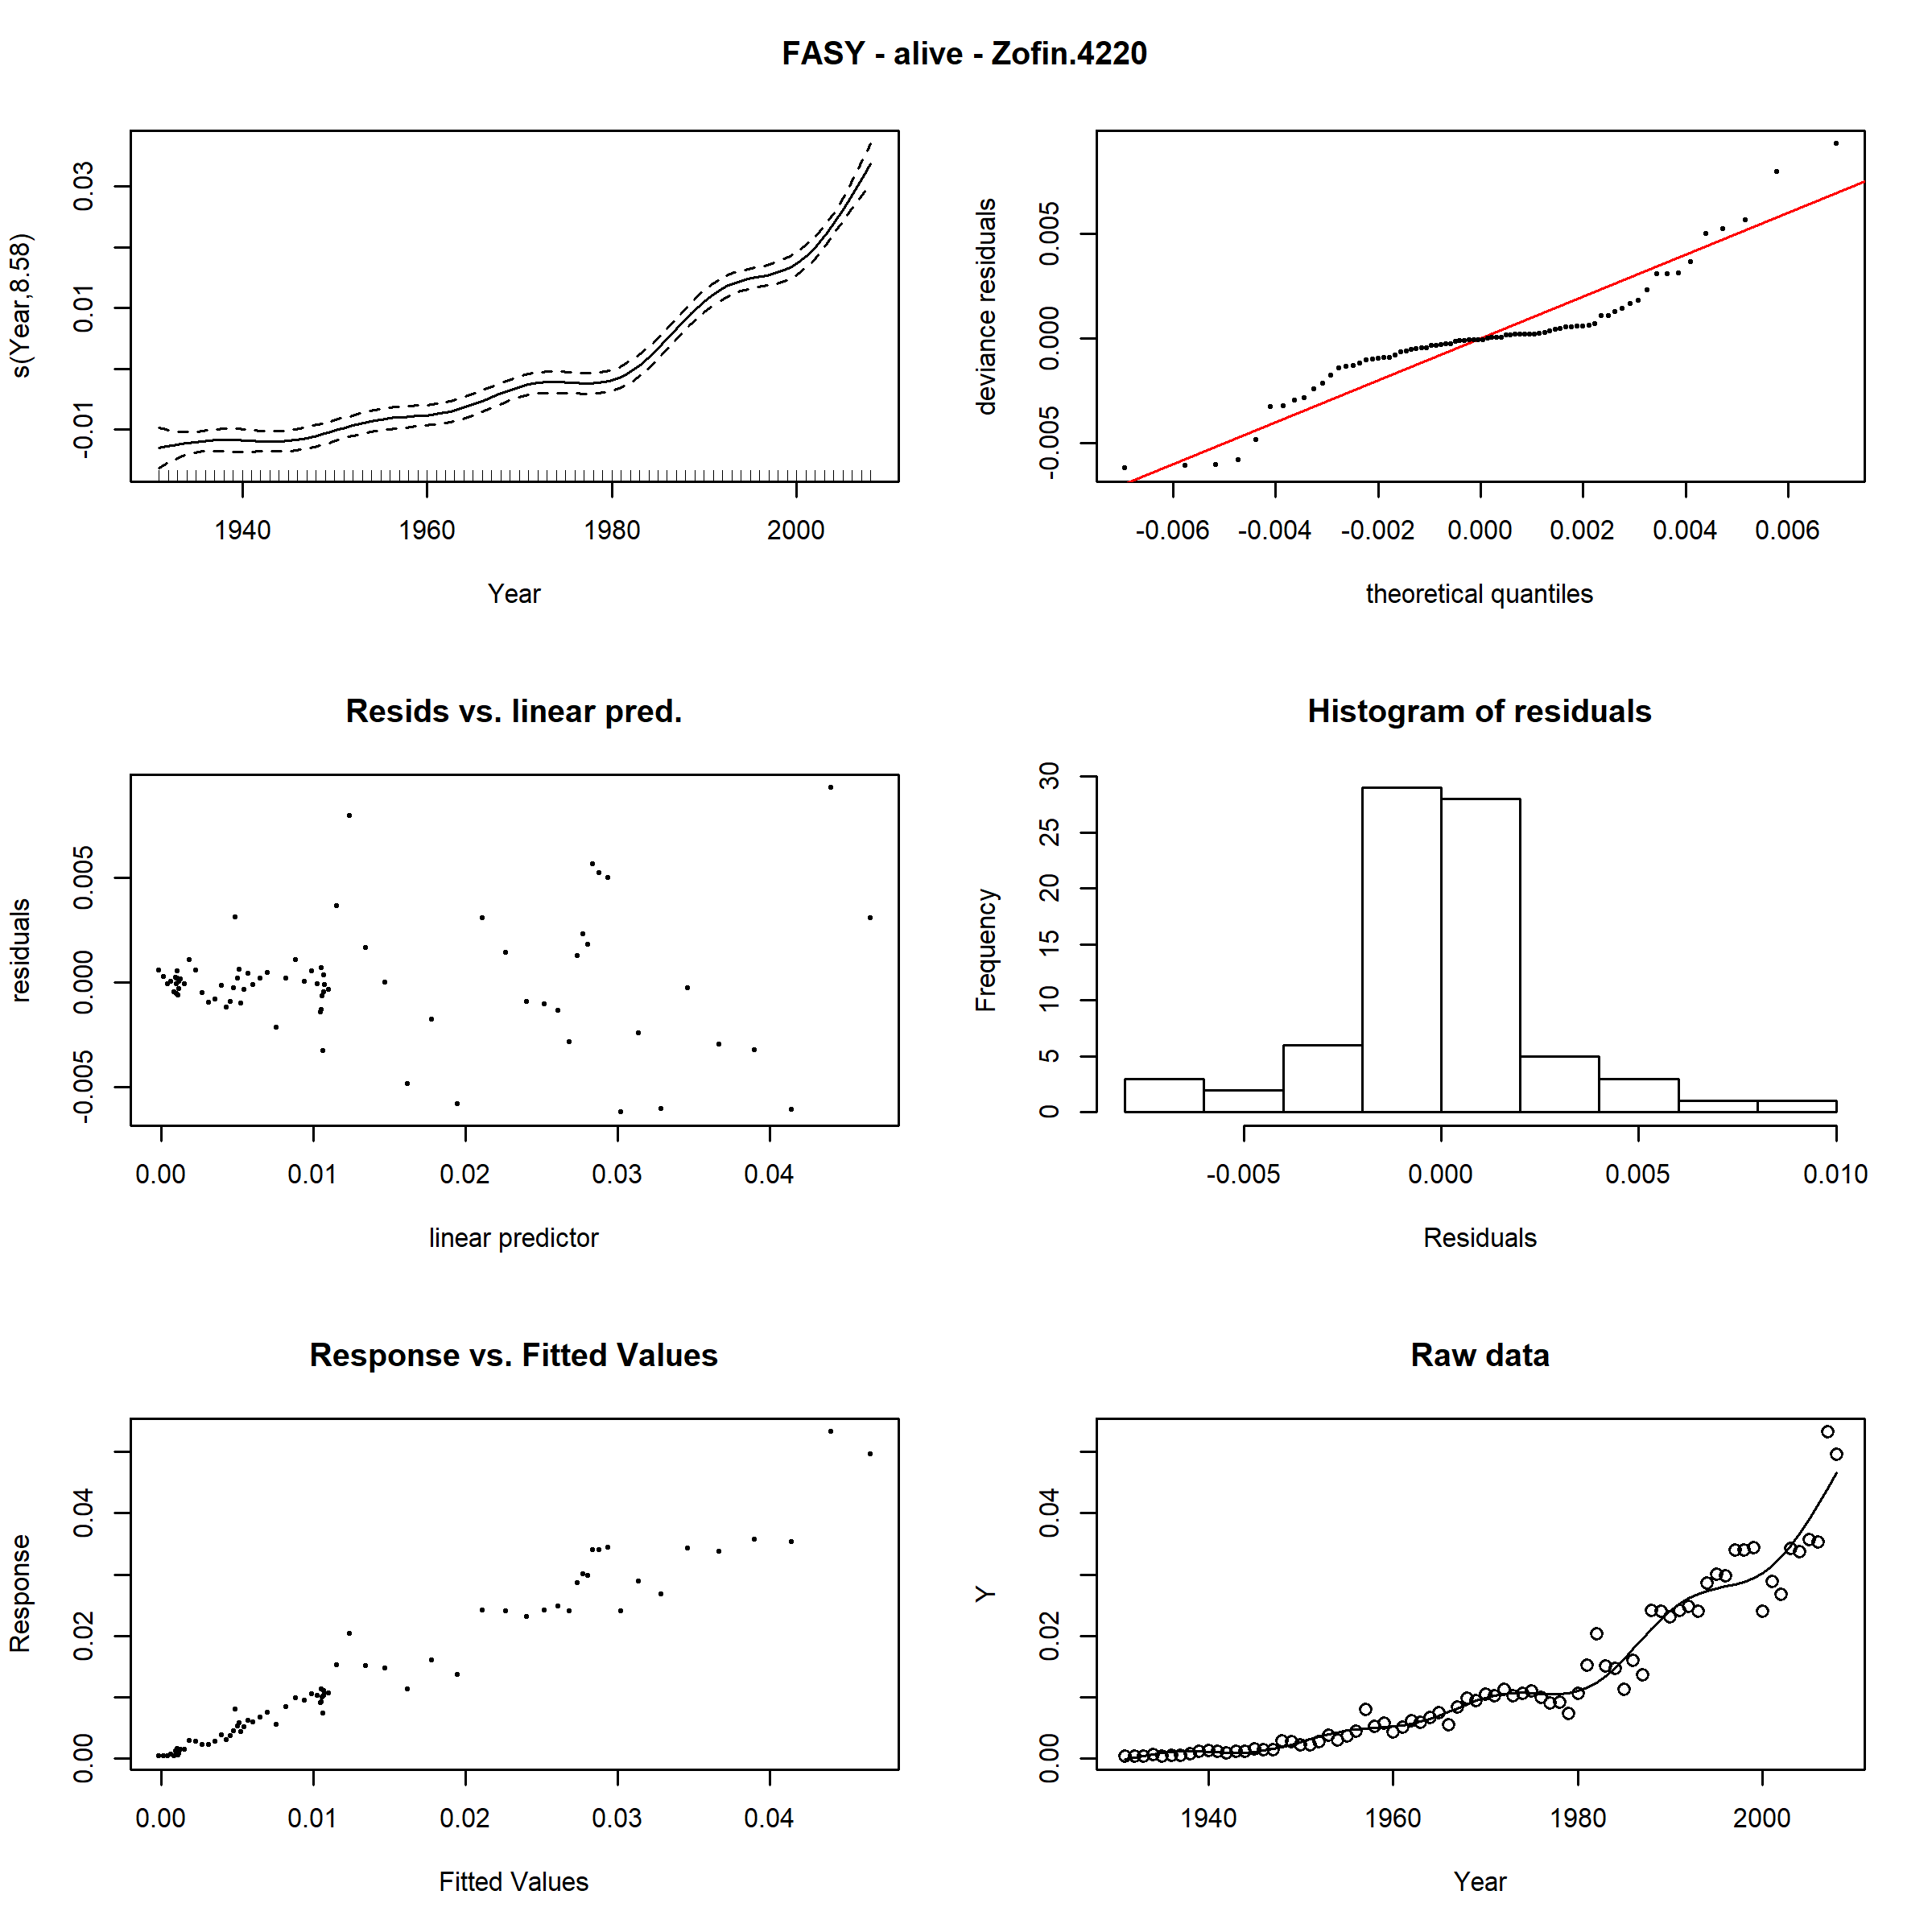 FASY - alive - Zofin.4220
s(Year,8.58)
-0.01
0.01
0.03
1940 1960 1980 2000
Year
deviance residuals
-0.005
0.000
0.005
-0.006 -0.004 -0.002 0.000 0.002 0.004 0.006
theoretical quantiles
Resids vs. linear pred.
residuals
-0.005
0.000
0.005
0.00 0.01 0.02 0.03 0.04
linear predictor
Histogram of residuals
Frequency
0
5
10
15
20
25
30
-0.005 0.000 0.005 0.010
Residuals
Response vs. Fitted Values
Response
0.00
0.02
0.04
0.00 0.01 0.02 0.03 0.04
Fitted Values
Raw data
Y
0.00
0.02
0.04
1940 1960 1980 2000
Year